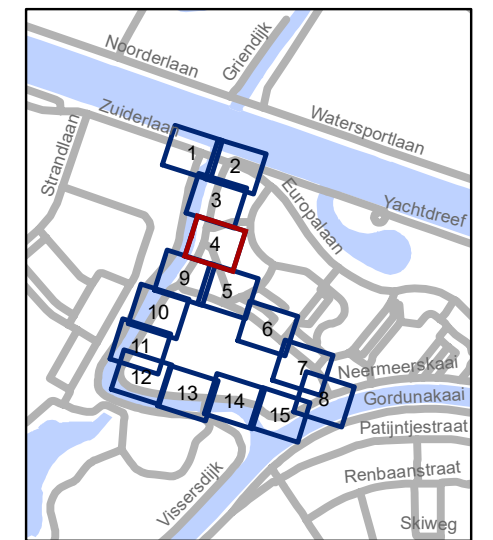 Noorderlaan
Griendijk
Watersportlaan
Zuiderlaan
Strandlaan
Europalaan
Yachtdreef
1
2
3
4
9
5
10
6
11
7
Neermeerskaai
12
13
14
15
8
Gordunakaai
Patijntjestraat
Renbaanstraat
Vissersdijk
Skiweg